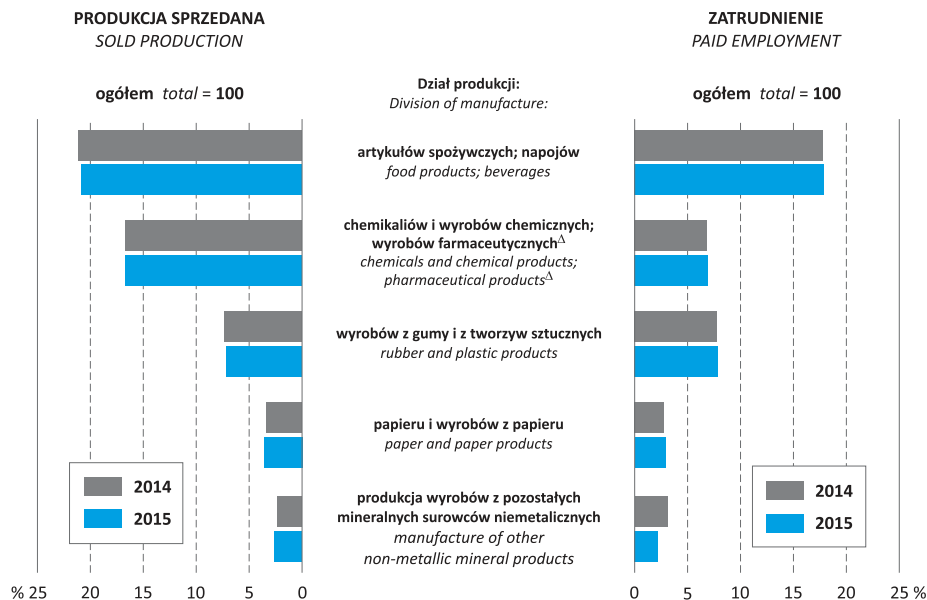 PRODUKCJA SPRZEDANA
SOLD PRODUCTION
ogółem total = 100
ZATRUDNIENIE
PAID EMPLOYMENT
ogółem total = 100
Dział produkcji:
Division of manufacture:
artykułów spożywczych; napojów
food products; beverages
chemikaliów i wyrobów chemicznych;
wyrobów farmaceutycznych∆
chemicals and chemical products;
pharmaceutical products∆
wyrobów z gumy i z tworzyw sztucznych
rubber and plastic products
papieru i wyrobów z papieru
paper and paper products
produkcja wyrobów z pozostałych
mineralnych surowców niemetalicznych
manufacture of other
non-metallic mineral products
2014
2015
2014
2015
% 25 20 15 10 5 0
0 5 10 15 20 25 %